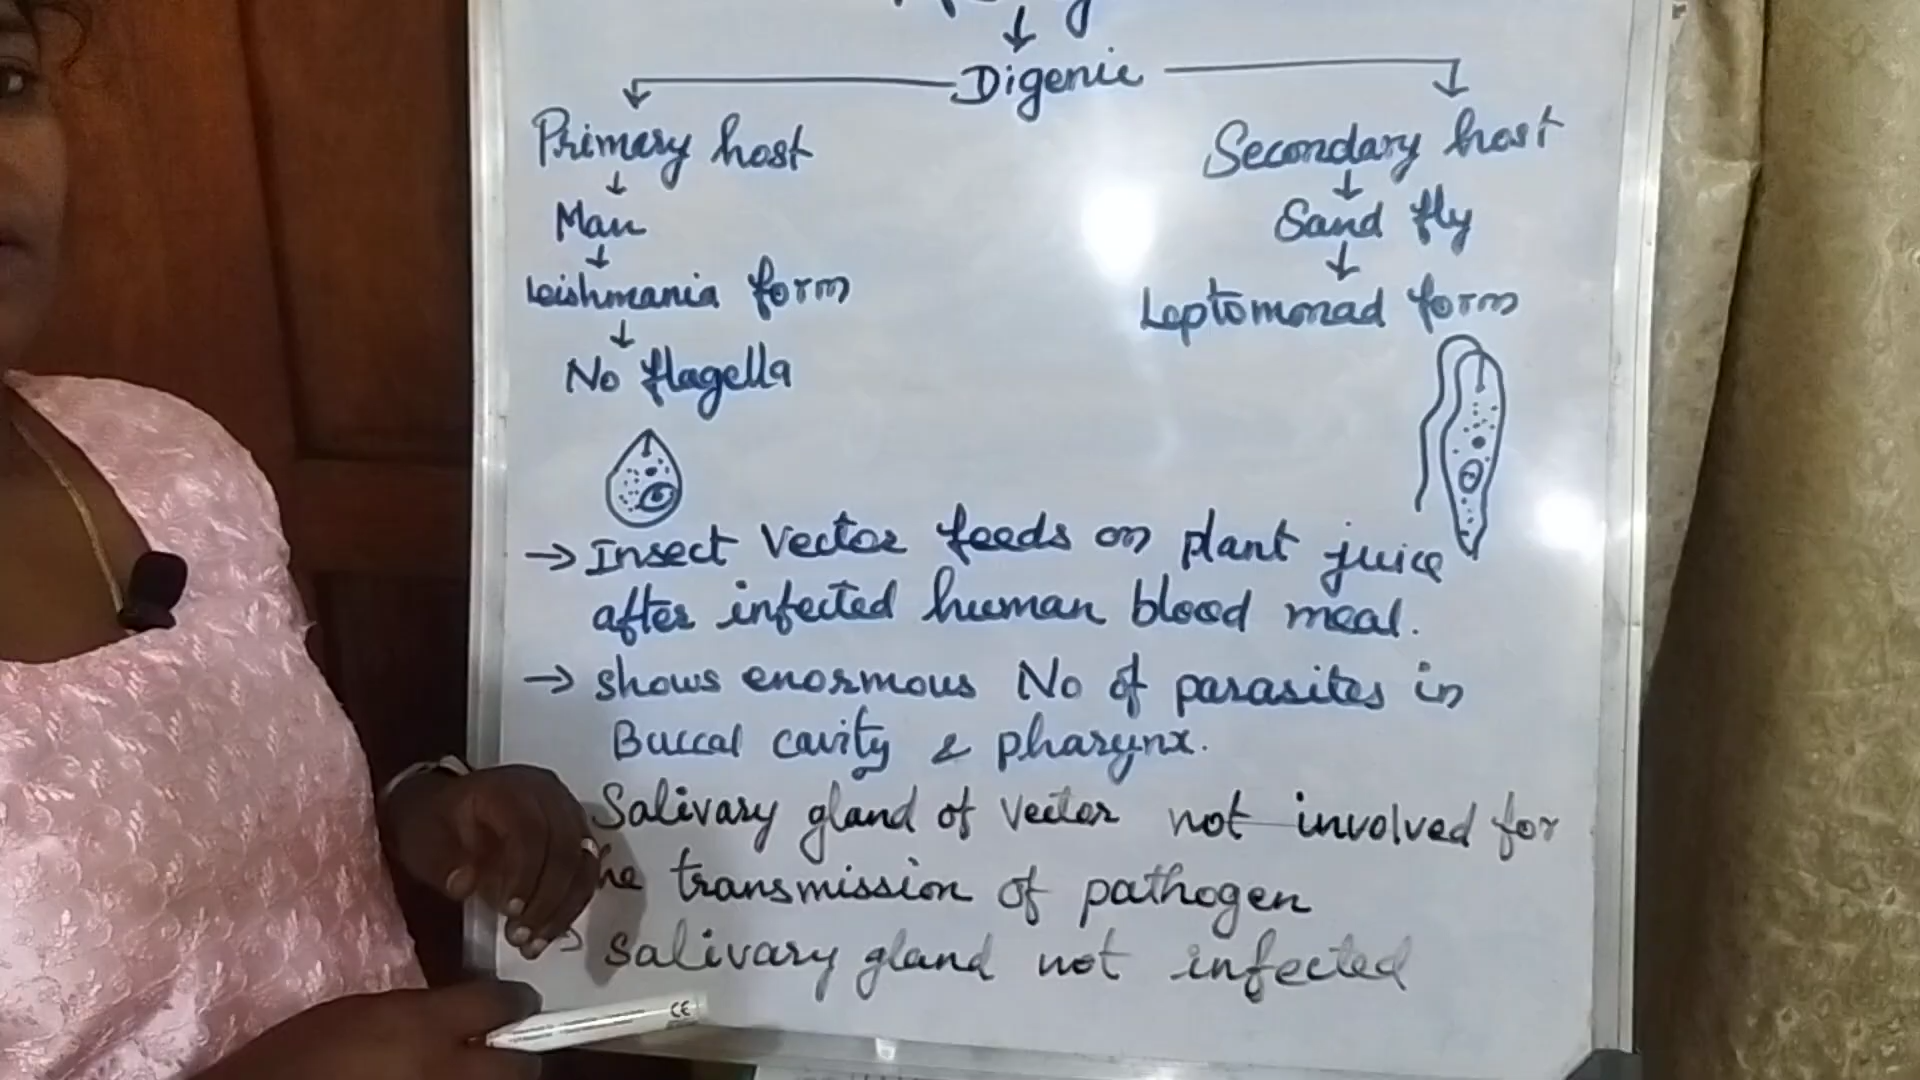 Digenic
Primary host
Secondary host
Man
Sand fly
Leishmania form
Leptomonad form
No flagella
→ Insect Vector feeds on plant juice
after infected human blood meal.
→ shows enormous No of parasites in
Buccal cavity & pharynx.
Salivary gland of Vector not involved for
he transmission of pathogen
→ salivary gland not infected
CE